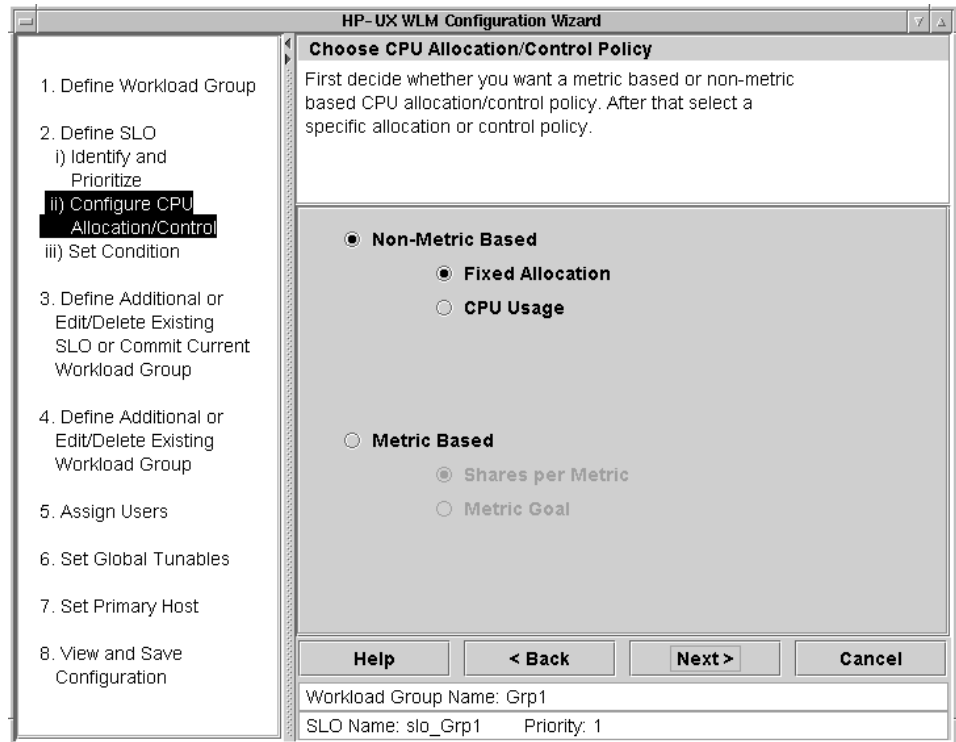 HP-UX WLM Configuration Wizard
1. Define Workload Group
2. Define SLO
i) Identify and
Prioritize
ii) Configure CPU
Allocation/Control
iii) Set Condition
3. Define Additional or
Edit/Delete Existing
SLO or Commit Current
Workload Group
4. Define Additional or
Edit/Delete Existing
Workload Group
5. Assign Users
6. Set Global Tunables
7. Set Primary Host
8. View and Save
Configuration
Choose CPU Allocation/Control Policy
First decide whether you want a metric based or non-metric
based CPU allocation/control policy. After that select a
specific allocation or control policy.
Non-Metric Based
Fixed Allocation
CPU Usage
Metric Based
Shares per Metric
Metric Goal
Help < Back Next > Cancel
Workload Group Name: Grp1
SLO Name: slo_Grp1 Priority: 1